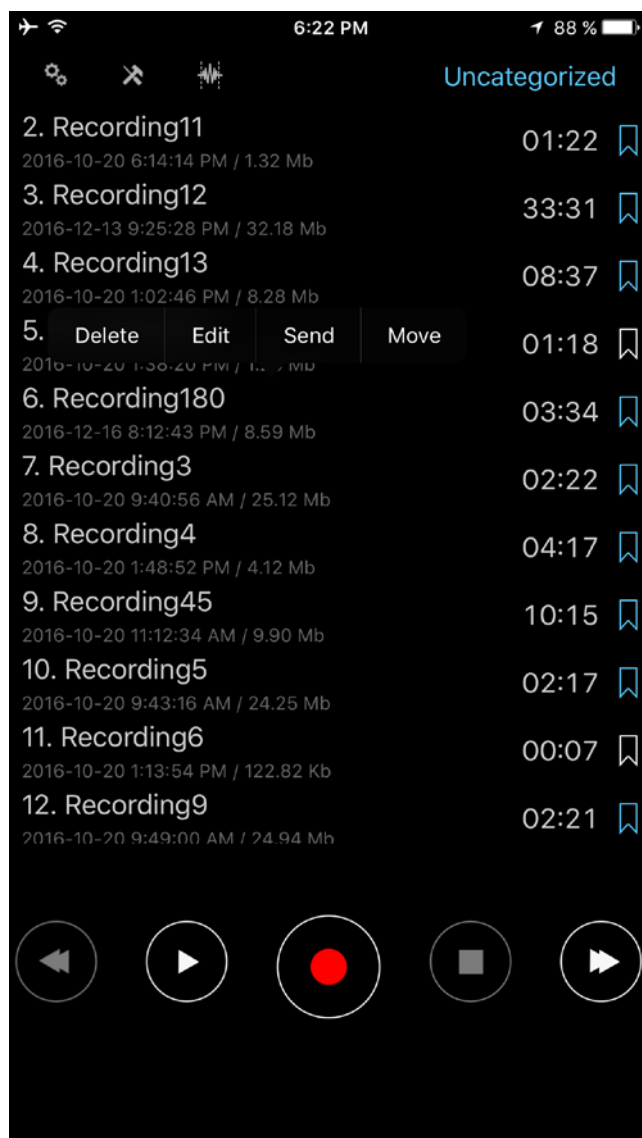 6:22 PM
88 %
Uncategorized
2. Recording11
01:22
2016-10-20 6:14:14 PM / 1.32 Mb
3. Recording12
33:31
2016-12-13 9:25:28 PM / 32.18 Mb
4. Recording13
08:37
2016-10-20 1:02:46 PM / 8.28 Mb
5.
Delete Edit Send Move
01:18
2016-10-20 1:38:20 PM / Mb
6. Recording180
03:34
2016-12-16 8:12:43 PM / 8.59 Mb
7. Recording3
02:22
2016-10-20 9:40:56 AM / 25.12 Mb
8. Recording4
04:17
2016-10-20 1:48:52 PM / 4.12 Mb
9. Recording45
10:15
2016-10-20 11:12:34 AM / 9.90 Mb
10. Recording5
02:17
2016-10-20 9:43:16 AM / 24.25 Mb
11. Recording6
00:07
2016-10-20 1:13:54 PM / 122.82 Kb
12. Recording9
02:21
2016-10-20 9:49:00 AM / 24.94 Mb